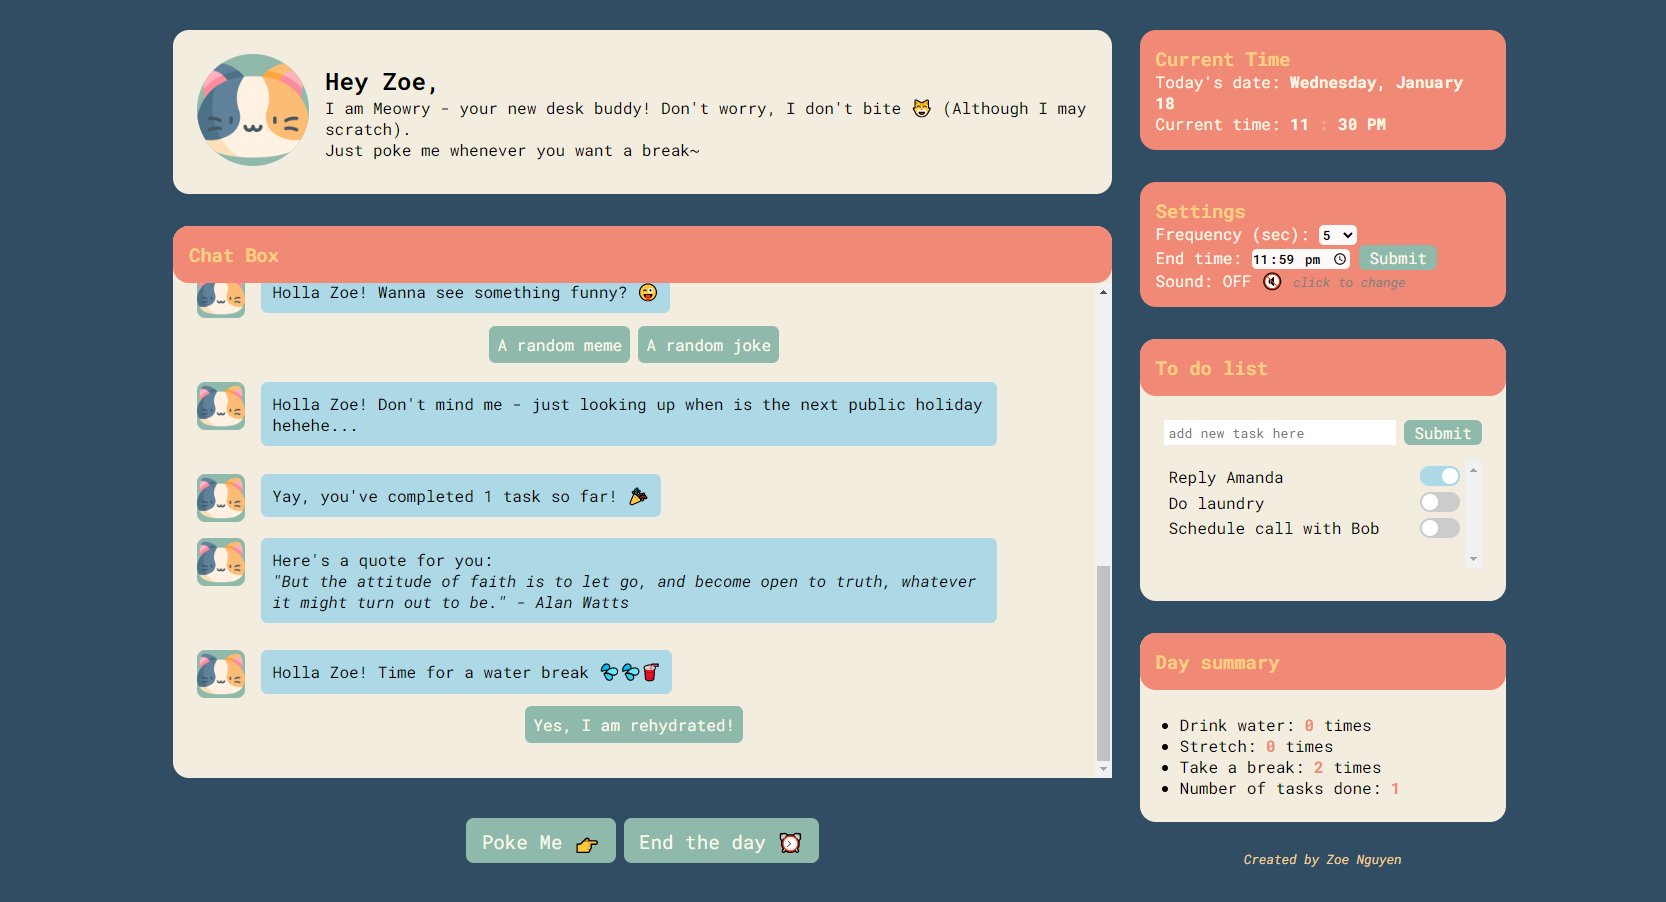 Hey Zoe,
I am Meowry - your new desk buddy! Don't worry, I don't bite 😸 (Although I may
scratch).
Just poke me whenever you want a break~
Chat Box
Holla Zoe! Wanna see something funny? 😜
A random meme
A random joke
Holla Zoe! Don't mind me - just looking up when is the next public holiday
hehehe...
Yay, you've completed 1 task so far! 🎉
Here's a quote for you:
"But the attitude of faith is to let go, and become open to truth, whatever
it might turn out to be." - Alan Watts
Holla Zoe! Time for a water break 💦💦🥤
Yes, I am rehydrated!
Poke Me 👉
End the day ⏰
Current Time
Today's date: Wednesday, January
18
Current time: 11 : 30 PM
Settings
Frequency (sec): 5
End time: 11:59 pm Submit
Sound: OFF 🔇 click to change
To do list
add new task here Submit
Reply Amanda
Do laundry
Schedule call with Bob
Day summary
• Drink water: 0 times
• Stretch: 0 times
• Take a break: 2 times
• Number of tasks done: 1
Created by Zoe Nguyen